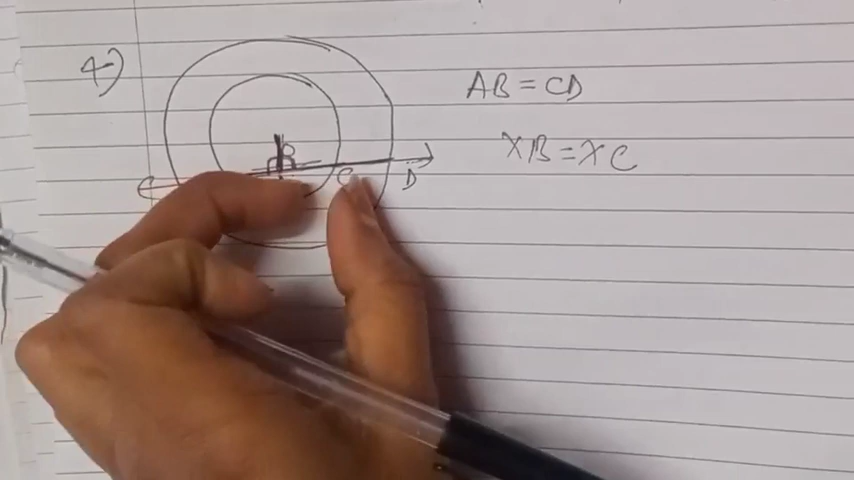 4)
AB = CD
XB = XC
C
D